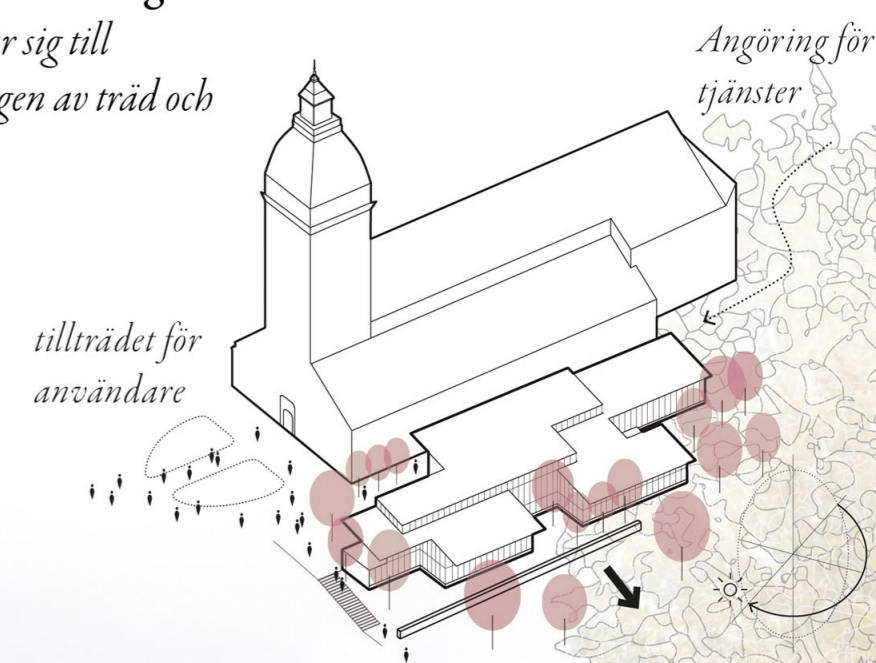 r sig till
gen av träd och
Angöring för
tjänster
tillträdet för
användare